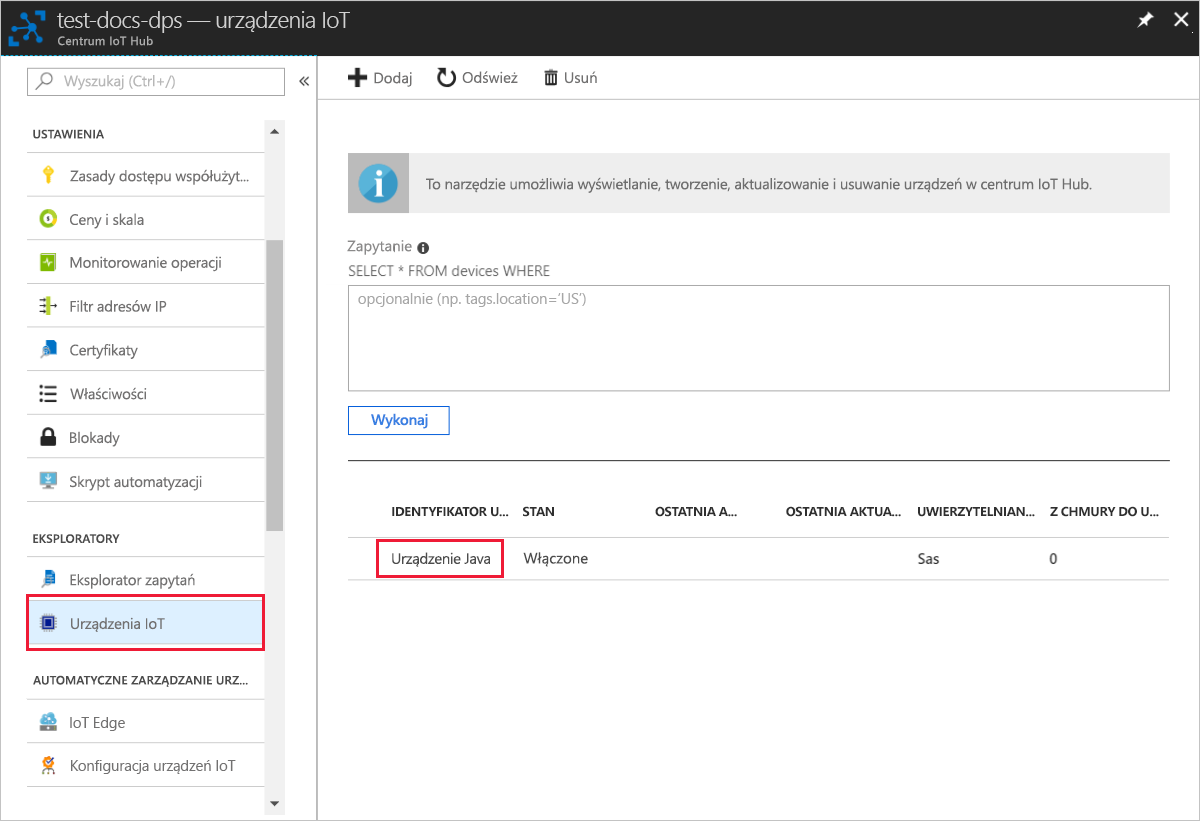 test-docs-dps — urządzenia IoT
Centrum IoT Hub
Wyszukaj (Ctrl+/)
«
Dodaj
Odśwież
Usuń
USTAWIENIA
Zasady dostępu współużyt...
Ceny i skala
Monitorowanie operacji
Filtr adresów IP
Certyfikaty
Właściwości
Blokady
Skrypt automatyzacji
EKSPLORATORY
Eksplorator zapytań
Urządzenia IoT
AUTOMATYCZNE ZARZĄDZANIE URZ...
IoT Edge
Konfiguracja urządzeń IoT
To narzędzie umożliwia wyświetlanie, tworzenie, aktualizowanie i usuwanie urządzeń w centrum IoT Hub.
Zapytanie
SELECT * FROM devices WHERE
opcjonalnie (np. tags.location='US')
Wykonaj
IDENTYFIKATOR U... STAN OSTATNIA A... OSTATNIA AKTUA... UWIERZYTELNIAN... Z CHMURY DO U...
Urządzenie Java Włączone Sas 0